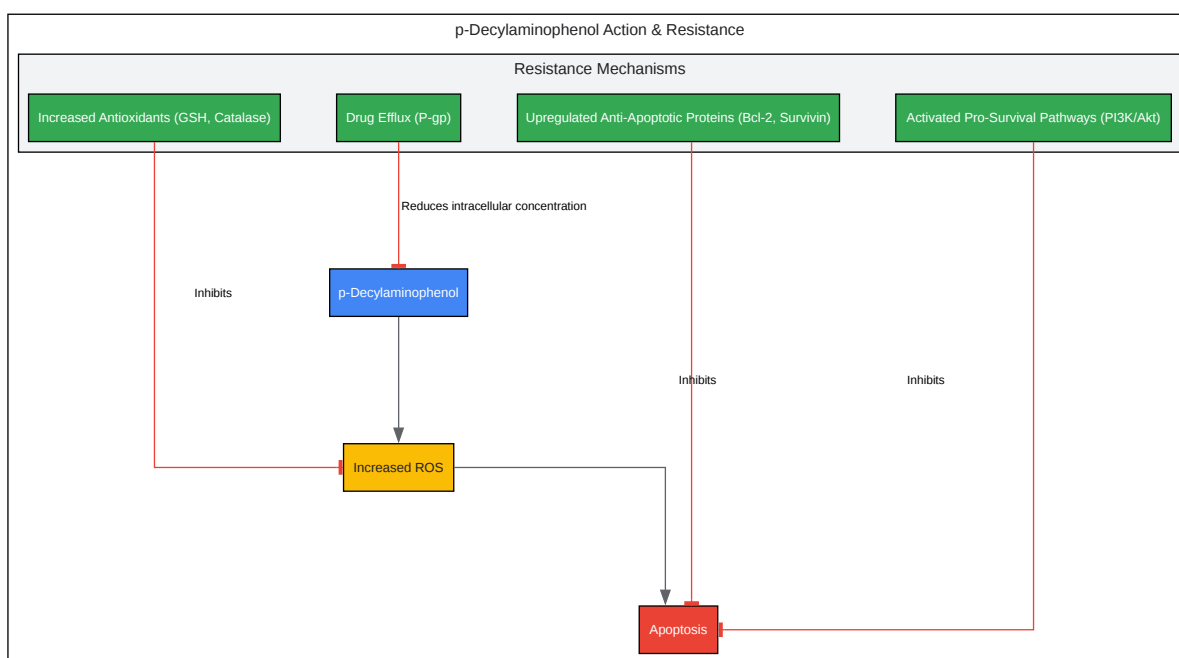 p-Decylaminophenol Action & Resistance
Resistance Mechanisms
Increased Antioxidants (GSH, Catalase)
Drug Efflux (P-gp)
Upregulated Anti-Apoptotic Proteins (Bcl-2, Survivin)
Activated Pro-Survival Pathways (PI3K/Akt)
Reduces intracellular concentration
Inhibits
p-Decylaminophenol
Inhibits
Inhibits
Increased ROS
Apoptosis